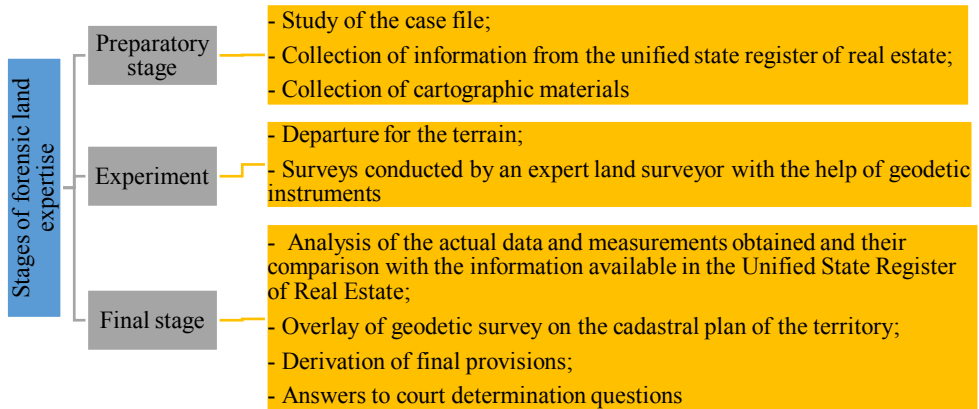 Stages of forensic land
expertise
Preparatory
stage
- Study of the case file;
- Collection of information from the unified state register of real estate;
- Collection of cartographic materials
Experiment
- Departure for the terrain;
- Surveys conducted by an expert land surveyor with the help of geodetic
instruments
Final stage
- Analysis of the actual data and measurements obtained and their
comparison with the information available in the Unified State Register
of Real Estate;
- Overlay of geodetic survey on the cadastral plan of the territory;
- Derivation of final provisions;
- Answers to court determination questions